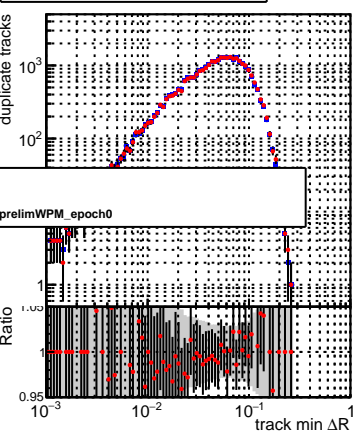 duplicate tracks
10³
10²
prelimWPM_epoch0
1
Ratio
1.05
1
0.95
10⁻³ 10⁻² 10⁻¹ 1
track min ΔR